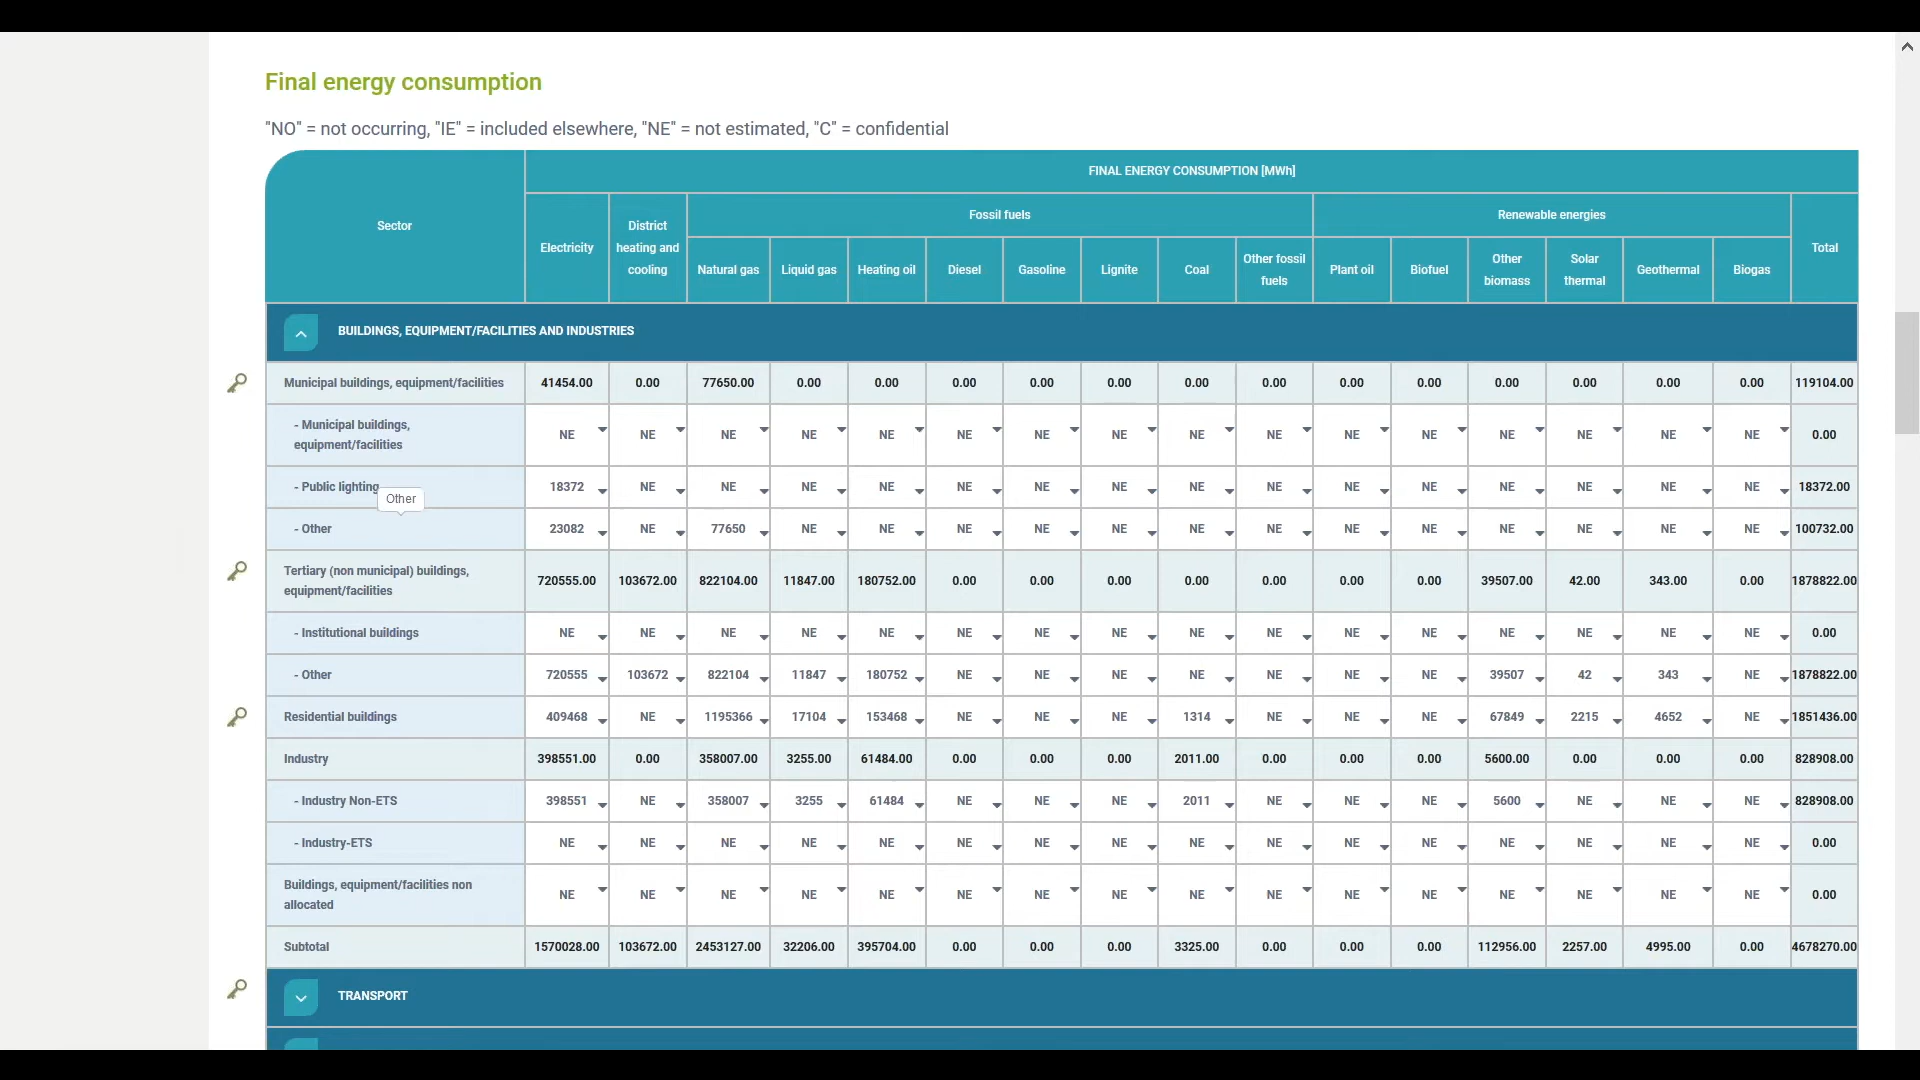 Final energy consumption
"NO" = not occurring, "IE" = included elsewhere, "NE" = not estimated, "C" = confidential
Sector
FINAL ENERGY CONSUMPTION [MWh]
Electricity
District heating and cooling
Fossil fuels
Renewable energies
Total
Natural gas Liquid gas Heating oil Diesel Gasoline Lignite Coal Other fossil fuels Plant oil Biofuel Other biomass Solar thermal Geothermal Biogas
BUILDINGS, EQUIPMENT/FACILITIES AND INDUSTRIES
Municipal buildings, equipment/facilities 41454.00 0.00 77650.00 0.00 0.00 0.00 0.00 0.00 0.00 0.00 0.00 0.00 0.00 0.00 0.00 0.00 119104.00
- Municipal buildings, equipment/facilities NE NE NE NE NE NE NE NE NE NE NE NE NE NE NE NE 0.00
- Public lighting 18372 NE NE NE NE NE NE NE NE NE NE NE NE NE NE NE 18372.00
Other
- Other 23082 NE 77650 NE NE NE NE NE NE NE NE NE NE NE NE NE 100732.00
Tertiary (non municipal) buildings, equipment/facilities 720555.00 103672.00 822104.00 11847.00 180752.00 0.00 0.00 0.00 0.00 0.00 0.00 0.00 39507.00 42.00 343.00 0.00 1878822.00
- Institutional buildings NE NE NE NE NE NE NE NE NE NE NE NE NE NE NE NE 0.00
- Other 720555 103672 822104 11847 180752 NE NE NE NE NE NE NE 39507 42 343 NE 1878822.00
Residential buildings 409468 NE 1195366 17104 153468 NE NE NE 1314 NE NE NE 67849 2215 4652 NE 1851436.00
Industry 398551.00 0.00 358007.00 3255.00 61484.00 0.00 0.00 0.00 2011.00 0.00 0.00 0.00 5600.00 0.00 0.00 0.00 828908.00
- Industry Non-ETS 398551 NE 358007 3255 61484 NE NE NE 2011 NE NE NE 5600 NE NE NE 828908.00
- Industry-ETS NE NE NE NE NE NE NE NE NE NE NE NE NE NE NE NE 0.00
Buildings, equipment/facilities non allocated NE NE NE NE NE NE NE NE NE NE NE NE NE NE NE NE 0.00
Subtotal 1570028.00 103672.00 2453127.00 32206.00 395704.00 0.00 0.00 0.00 3325.00 0.00 0.00 0.00 112956.00 2257.00 4995.00 0.00 4678270.00
TRANSPORT